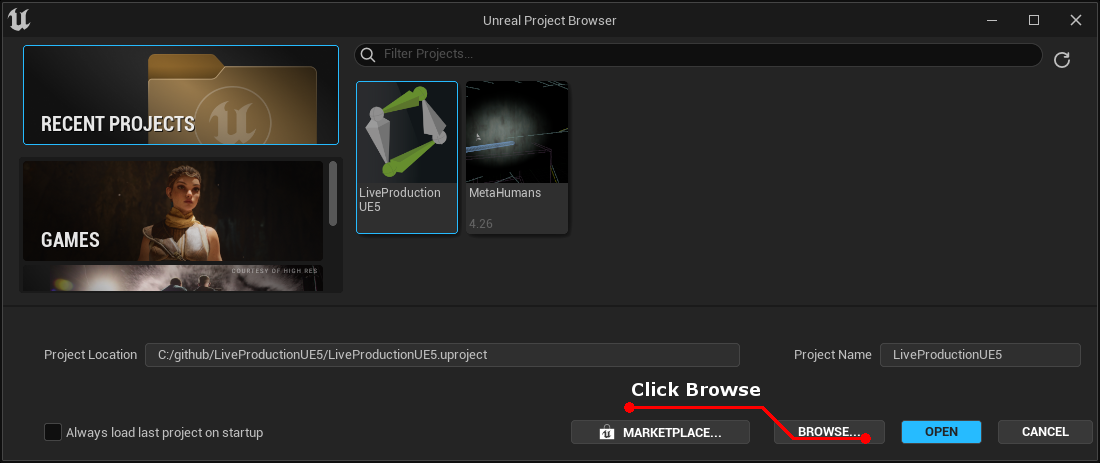 Unreal Project Browser
RECENT PROJECTS
Filter Projects...
LiveProduction
UE5
MetaHumans
4.26
GAMES
COURTESY OF HIGH RES
Project Location
C:/github/LiveProductionUE5/LiveProductionUE5.uproject
Project Name
LiveProductionUE5
Click Browse
Always load last project on startup
MARKETPLACE...
BROWSE...
OPEN
CANCEL